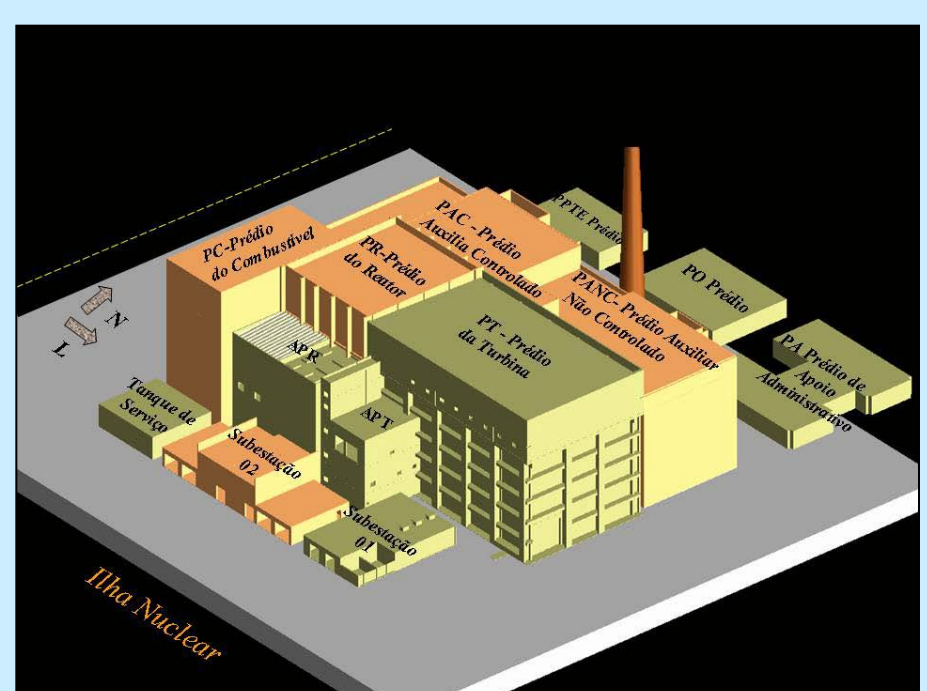 PPTE Prédio
PAC - Prédio
Auxilia Controlado
PC-Prédio
do Combustível
PR-Prédio
do Reator
PO Prédio
PANC- Prédio Auxiliar
Não Controlado
PT - Prédio
da Turbina
PA Prédio de
Apoio
Administrativo
N
L
APR
APT
Tanque de
Serviço
Subestação
02
Subestação
01
Ilha Nuclear